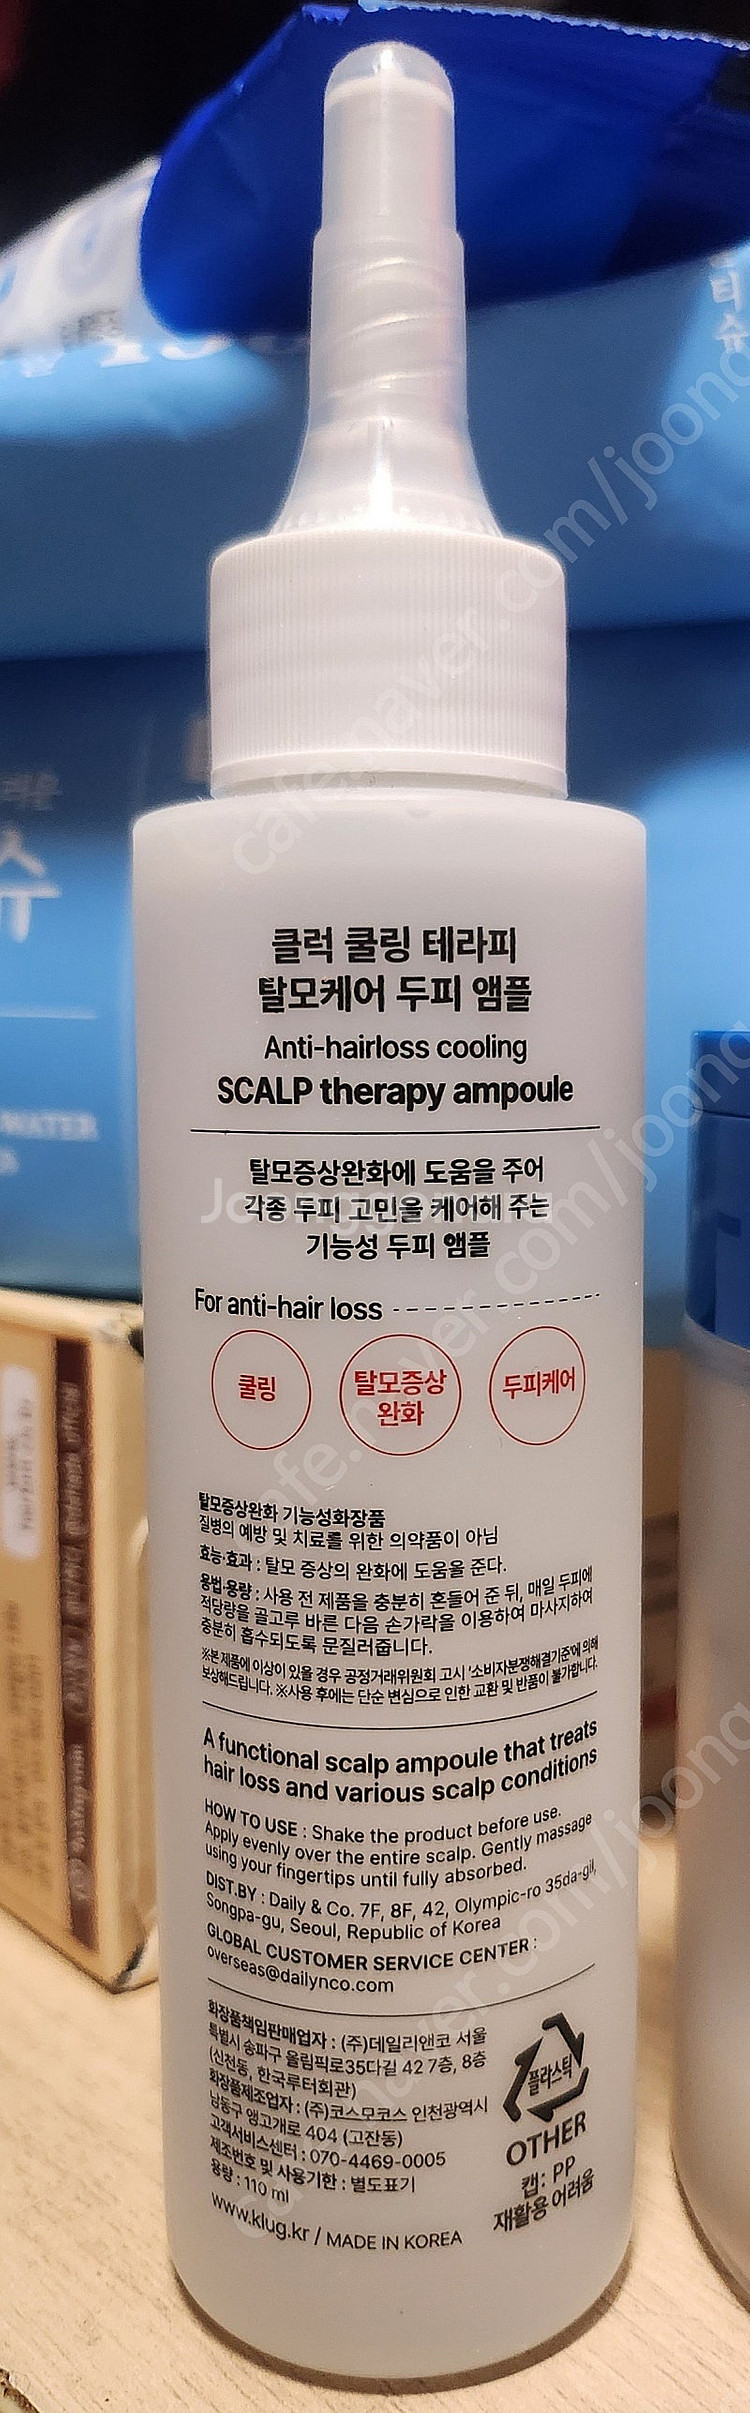 클럭 쿨링 테라피
탈모케어 두피 앰플
Anti-hairloss cooling
SCALP therapy ampoule
탈모증상완화에 도움을 주어
각종 두피 고민을 케어해 주는
기능성 두피 앰플
For anti-hair loss
쿨링
탈모증상
완화
두피케어
탈모증상완화 기능성화장품
질병의 예방 및 치료를 위한 의약품이 아님
효능·효과 : 탈모 증상의 완화에 도움을 준다.
용법·용량 : 사용 전 제품을 충분히 흔들어 준 뒤, 매일 두피에
적당량을 골고루 바른 다음 손가락을 이용하여 마사지하여
충분히 흡수되도록 문질러줍니다.
※본 제품에 이상이 있을 경우 공정거래위원회 고시 '소비자분쟁해결기준'에 의해
보상해드립니다. ※사용 후에는 단순 변심으로 인한 교환 및 반품이 불가합니다.
A functional scalp ampoule that treats
hair loss and various scalp conditions
HOW TO USE : Shake the product before use.
Apply evenly over the entire scalp. Gently massage
using your fingertips until fully absorbed.
DIST.BY : Daily & Co. 7F, 8F, 42, Olympic-ro 35da-gil,
Songpa-gu, Seoul, Republic of Korea
GLOBAL CUSTOMER SERVICE CENTER :
overseas@dailynco.com
화장품책임판매업자 : (주)데일리앤코 서울
특별시 송파구 올림픽로35다길 42 7층, 8층
(신천동, 한국루터회관)
화장품제조업자 : (주)코스모코스 인천광역시
남동구 앵고개로 404 (고잔동)
고객서비스센터 : 070-4469-0005
제조번호 및 사용기한 : 별도표기
용량 : 110 ml
www.klug.kr / MADE IN KOREA
플라스틱
OTHER
캡: PP
재활용 어려움
티슈
슈
WATER
cafe.naver.com/joong
cafe.naver.com/joong
cafe.naver.com/joong